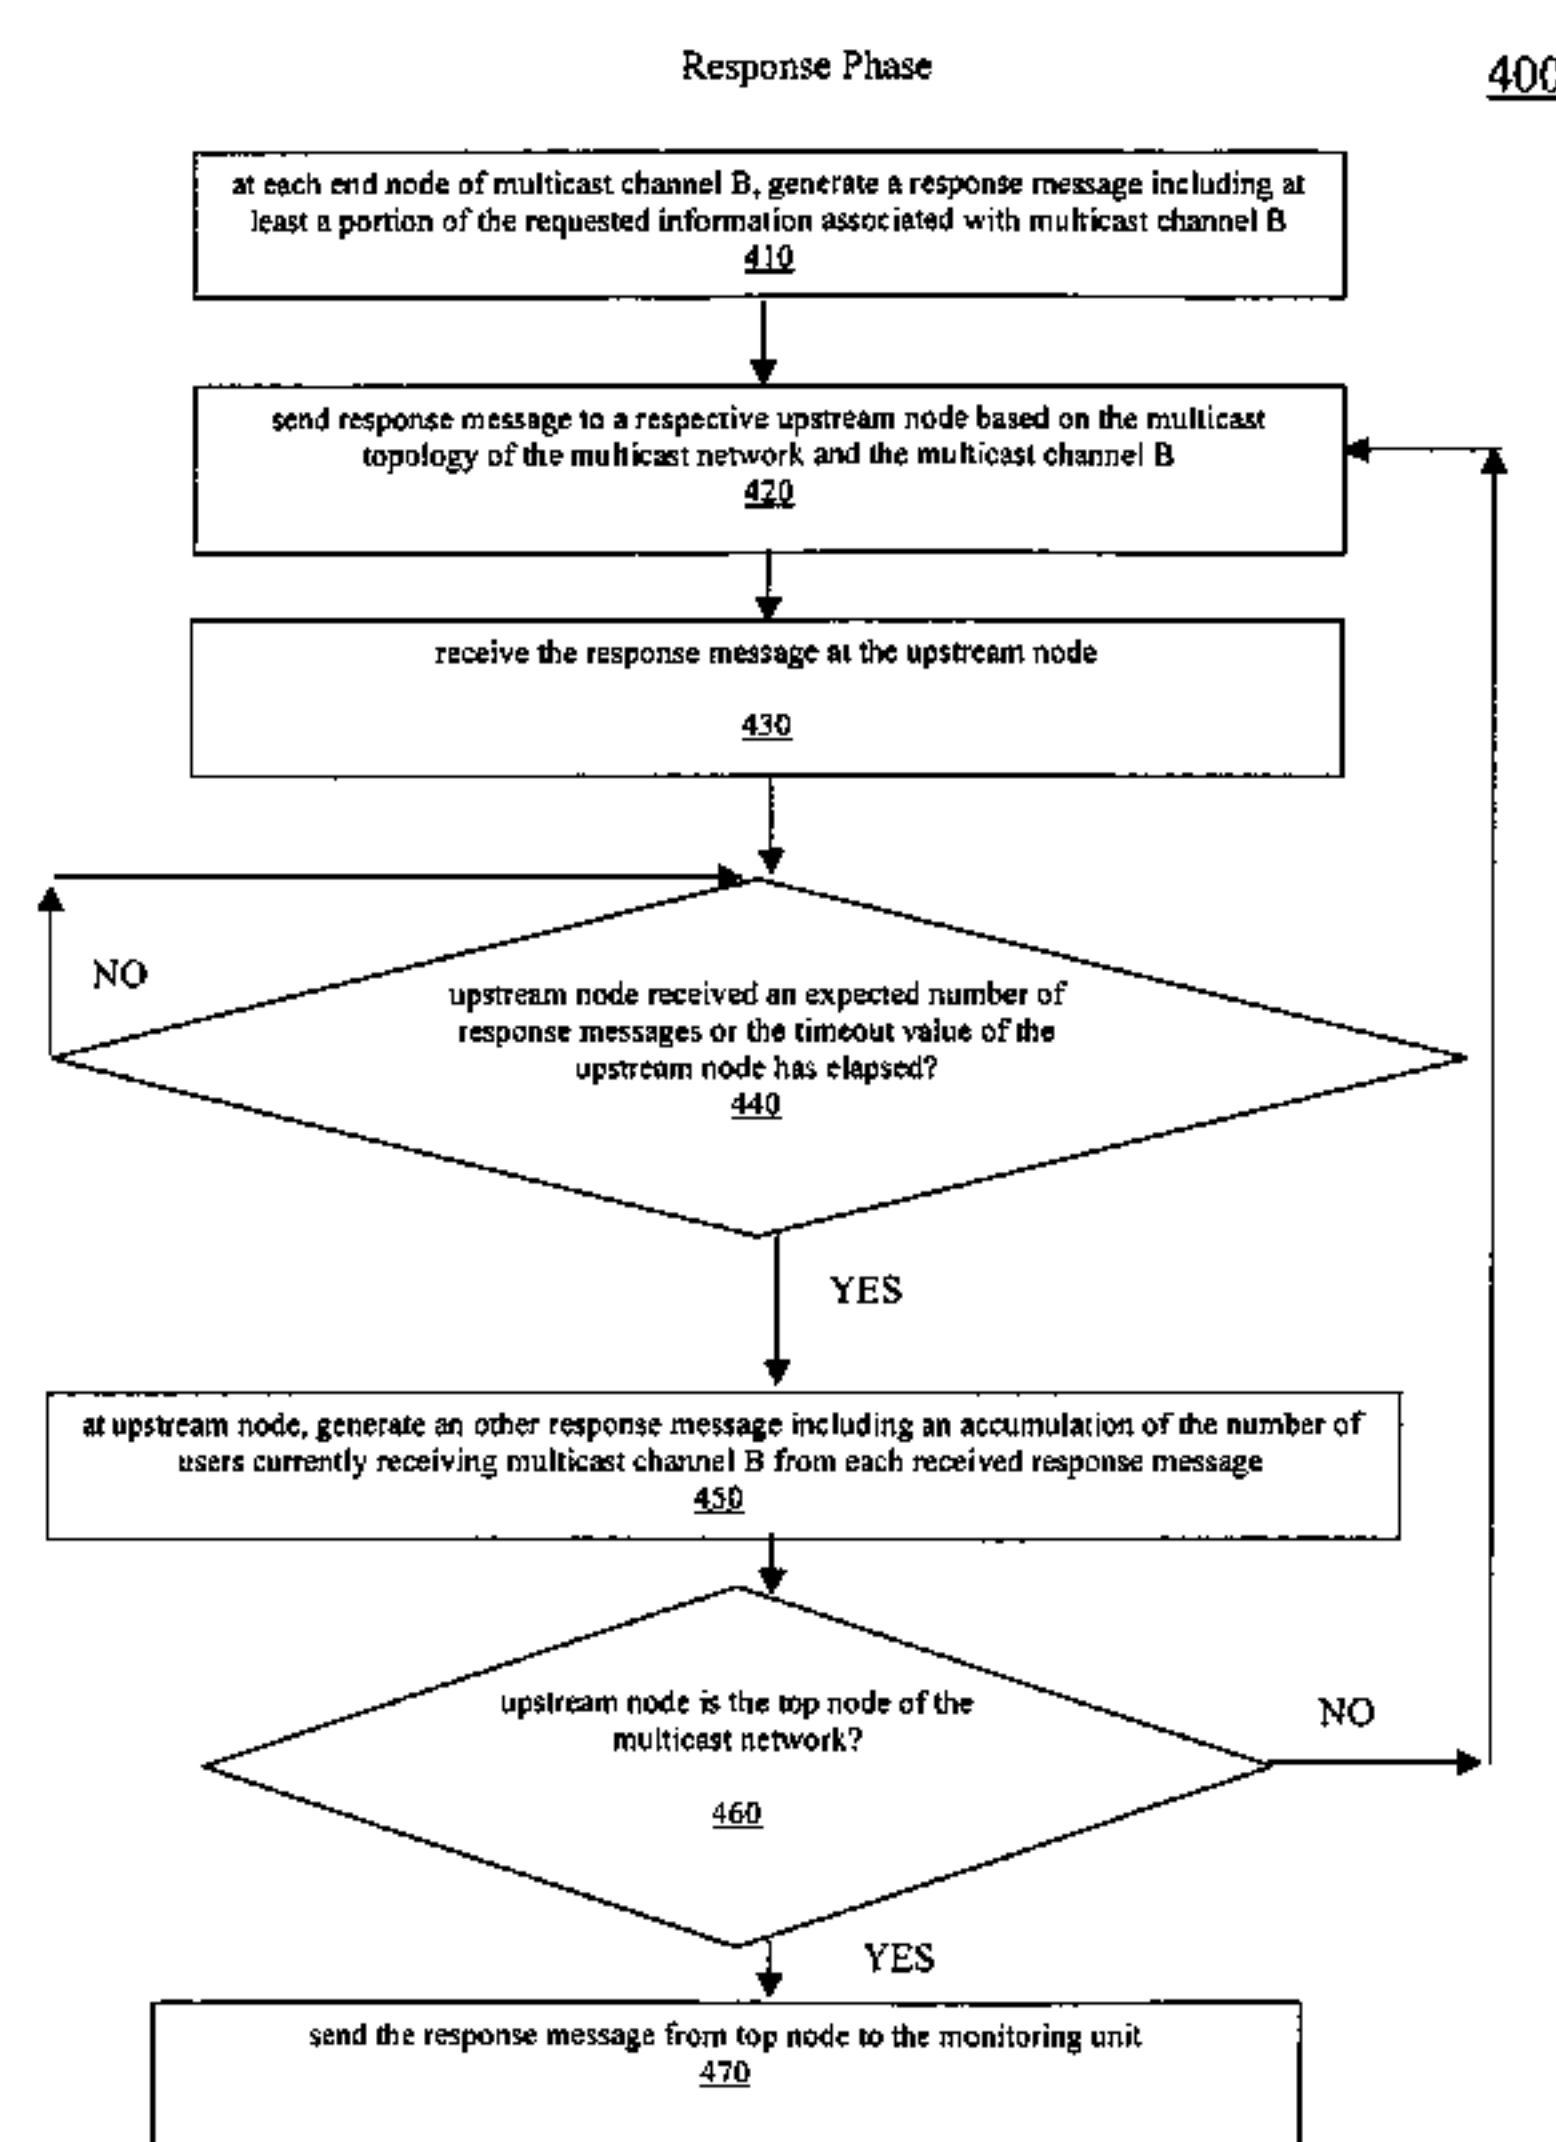 Response Phase
400
at each end node of multicast channel B, generate a response message including at
least a portion of the requested information associated with multicast channel B
410
send response message to a respective upstream node based on the multicast
topology of the multicast network and the multicast channel B
420
receive the response message at the upstream node
430
NO
upstream node received an expected number of
response messages or the timeout value of the
upstream node has elapsed?
440
YES
at upstream node, generate an other response message including an accumulation of the number of
users currently receiving multicast channel B from each received response message
450
upstream node is the top node of the
multicast network?
NO
460
YES
send the response message from top node to the monitoring unit
470